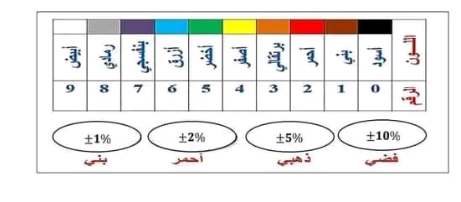 اللون أسود بني أحمر برتقالي أصفر أخضر أزرق بنفسجي رمادي أبيض
الرقم 0 1 2 3 4 5 6 7 8 9
±10% ±5% ±2% ±1%
فضي ذهبي أحمر بني